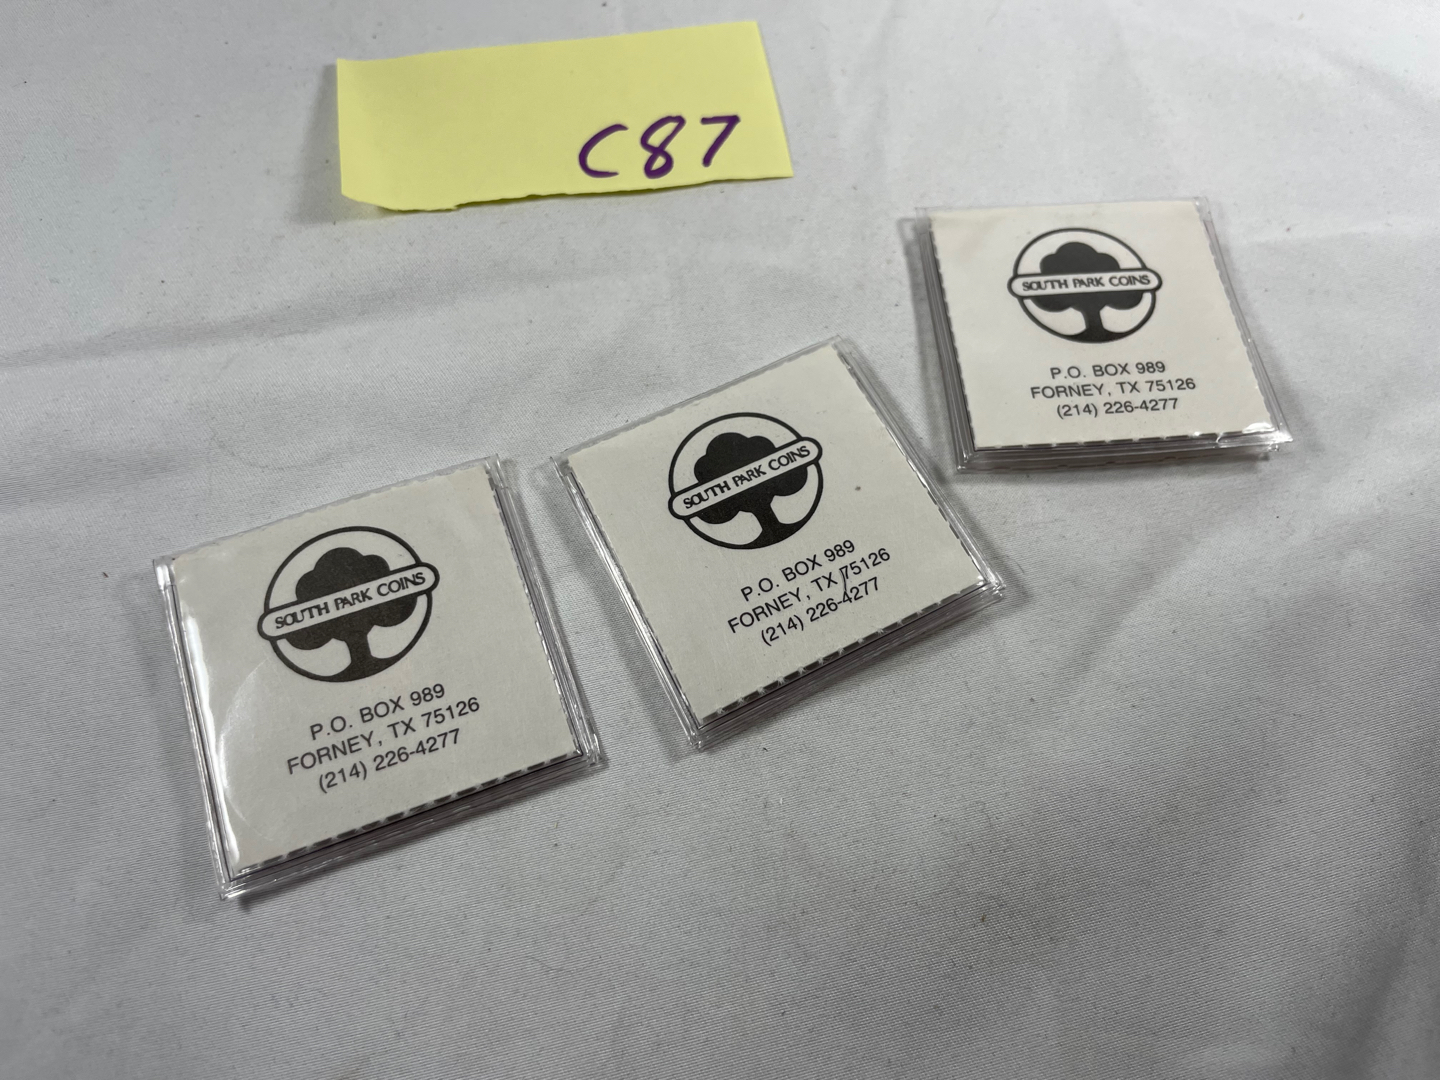 C87
SOUTH PARK COINS
P.O. BOX 989
FORNEY, TX 75126
(214) 226-4277
SOUTH PARK COINS
P.O. BOX 989
FORNEY, TX 75126
(214) 226-4277
SOUTH PARK COINS
P.O. BOX 989
FORNEY, TX 75126
(214) 226-4277